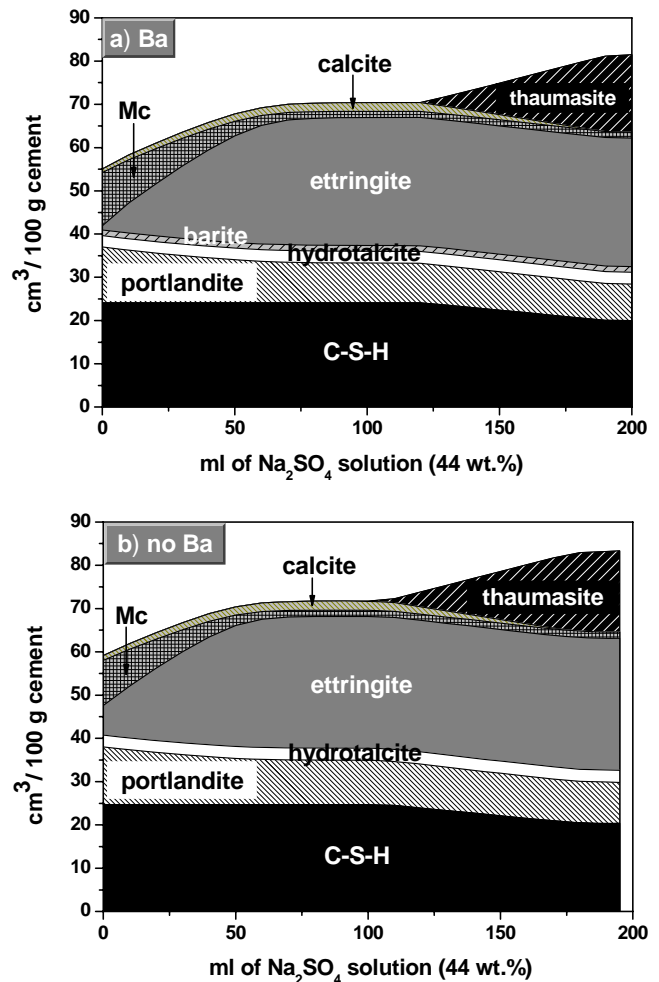 a) Ba
90
80
70
60
50
40
30
20
10
0
cm³/ 100 g cement
calcite
Mc
thaumasite
ettringite
barite
hydrotalcite
portlandite
C-S-H
0 50 100 150 200
ml of Na₂SO₄ solution (44 wt.%)
b) no Ba
90
80
70
60
50
40
30
20
10
0
cm³/ 100 g cement
calcite
Mc
thaumasite
ettringite
hydrotalcite
portlandite
C-S-H
0 50 100 150 200
ml of Na₂SO₄ solution (44 wt.%)